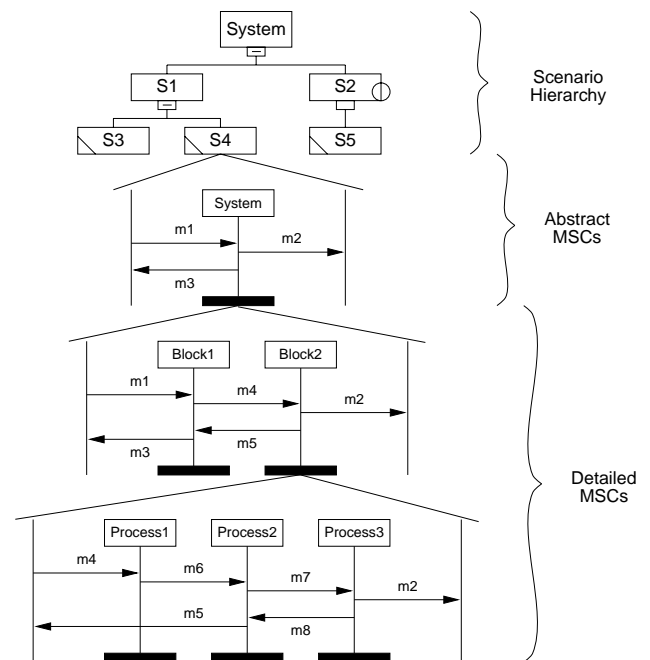 System
S1
S2
Scenario
Hierarchy
S3
S4
S5
System
m1
m2
m3
Abstract
MSCs
Block1
Block2
m1
m4
m2
m3
m5
Detailed
MSCs
Process1
Process2
Process3
m4
m6
m7
m2
m5
m8